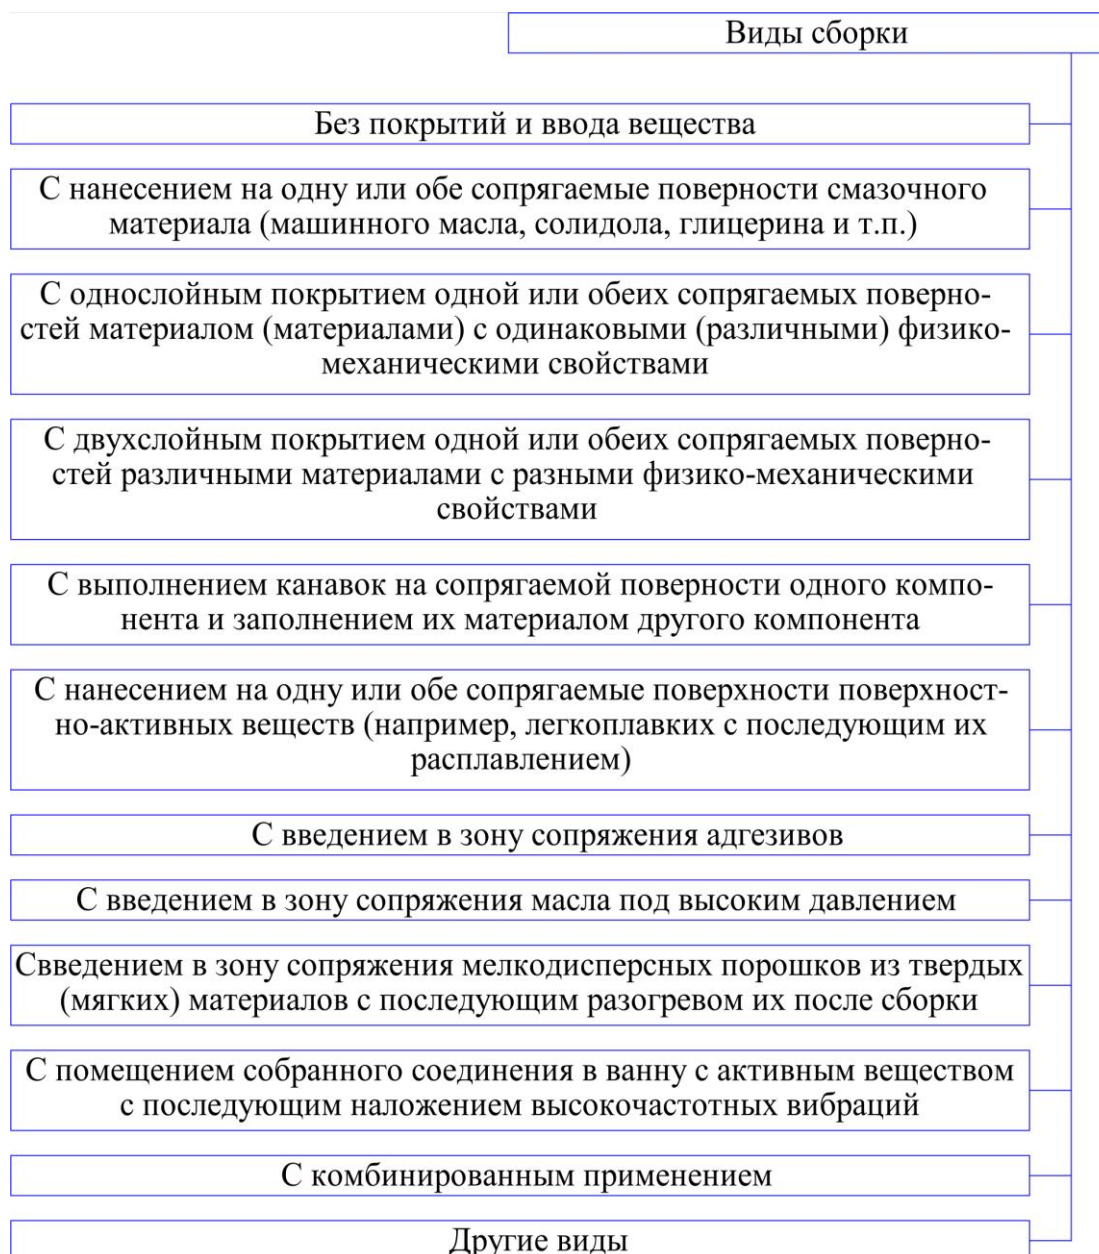 Виды сборки
Без покрытий и ввода вещества
С нанесением на одну или обе сопрягаемые поверности смазочного
материала (машинного масла, солидола, глицерина и т.п.)
С однослойным покрытием одной или обеих сопрягаемых поверно-
стей материалом (материалами) с одинаковыми (различными) физико-
механическими свойствами
С двухслойным покрытием одной или обеих сопрягаемых поверно-
стей различными материалами с разными физико-механическими
свойствами
С выполнением канавок на сопрягаемой поверности одного компо-
нента и заполнением их материалом другого компонента
С нанесением на одну или обе сопрягаемые поверхности поверхност-
но-активных веществ (например, легкоплавких с последующим их
расплавлением)
С введением в зону сопряжения адгезивов
С введением в зону сопряжения масла под высоким давлением
Свведением в зону сопряжения мелкодисперсных порошков из твердых
(мягких) материалов с последующим разогревом их после сборки
С помещением собранного соединения в ванну с активным веществом
с последующим наложением высокочастотных вибраций
С комбинированным применением
Другие виды